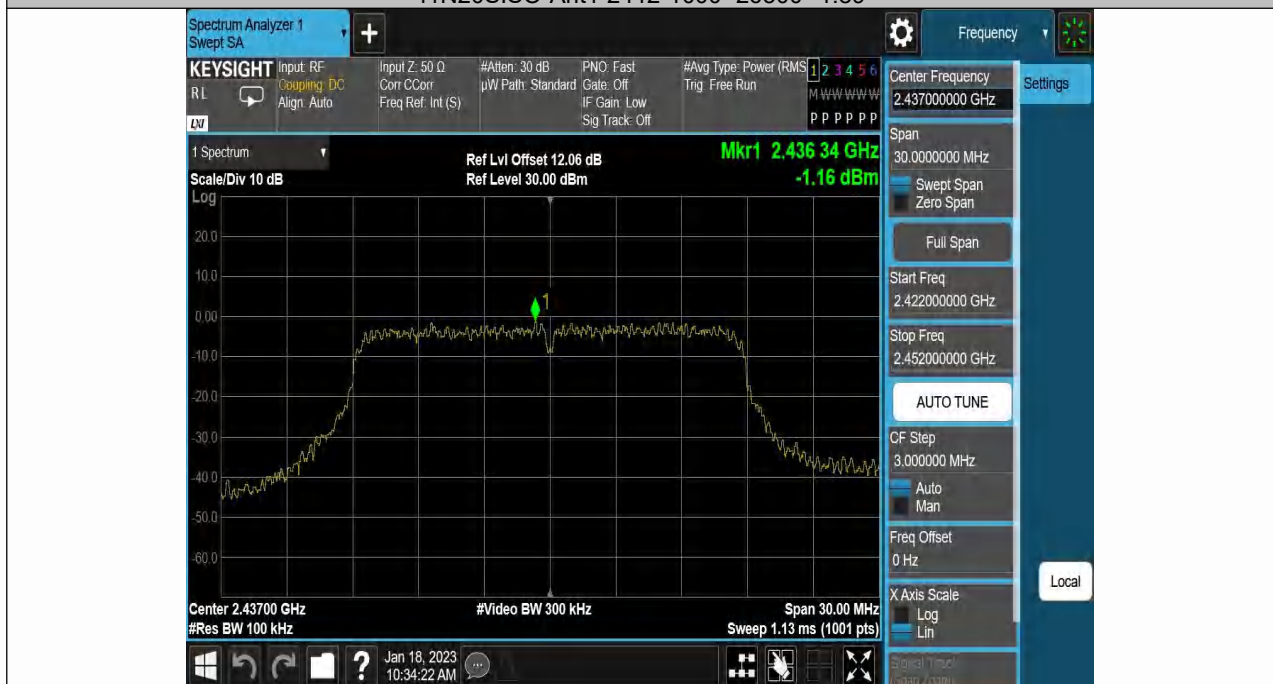 Spectrum Analyzer 1
Swept SA
+
Frequency
KEYSIGHT
RL
LXI
Input: RF
Coupling: DC
Align: Auto
Input Z: 50 Ω
Corr CCorr
Freq Ref: Int (S)
#Atten: 30 dB
µW Path: Standard
PNO: Fast
Gate: Off
IF Gain: Low
Sig Track: Off
#Avg Type: Power (RMS
Trig: Free Run
1 2 3 4 5 6
M W W W W W
P P P P P P
1 Spectrum
Scale/Div 10 dB
Ref Lvl Offset 12.06 dB
Ref Level 30.00 dBm
Mkr1 2.436 34 GHz
-1.16 dBm
Log
20.0
10.0
0.00
-10.0
-20.0
-30.0
-40.0
-50.0
-60.0
1
Center 2.43700 GHz
#Res BW 100 kHz
#Video BW 300 kHz
Span 30.00 MHz
Sweep 1.13 ms (1001 pts)
Center Frequency
2.437000000 GHz
Settings
Span
30.0000000 MHz
Swept Span
Zero Span
Full Span
Start Freq
2.422000000 GHz
Stop Freq
2.452000000 GHz
AUTO TUNE
CF Step
3.000000 MHz
Auto
Man
Freq Offset
0 Hz
X Axis Scale
Log
Lin
Local
?
Jan 18, 2023
10:34:22 AM